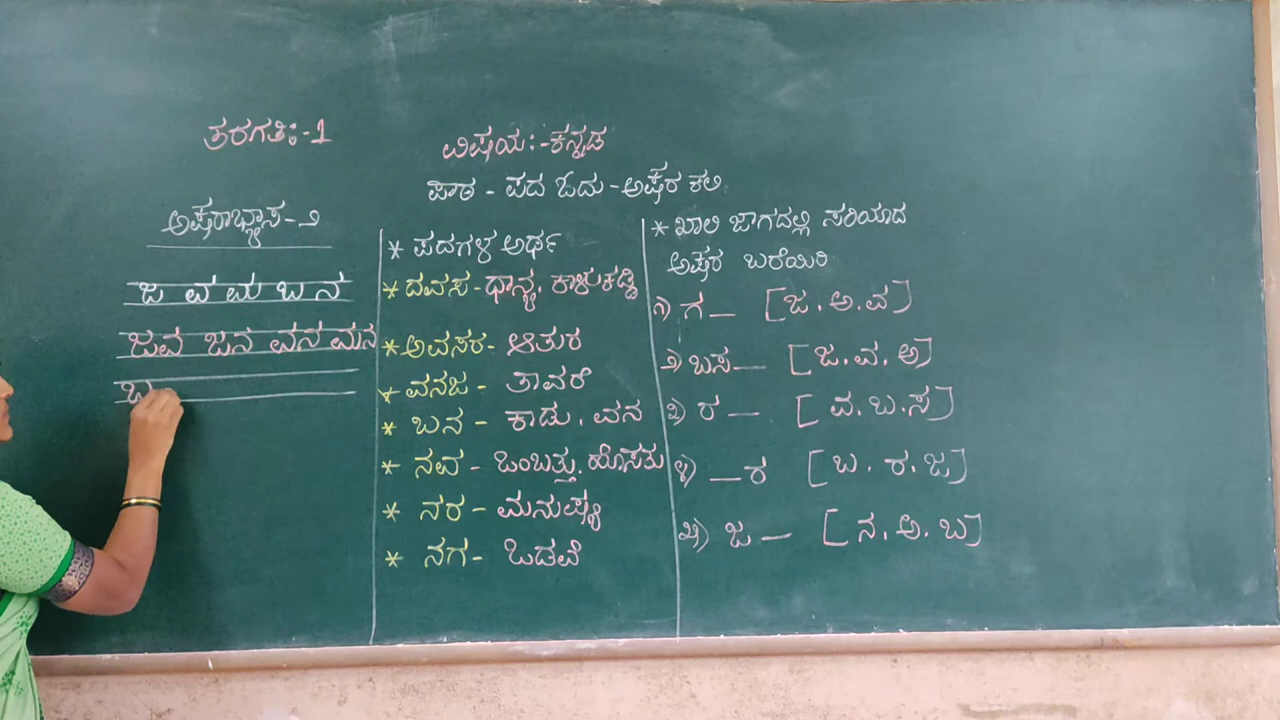 ತರಗತಿ:-1
ವಿಷಯ:-ಕನ್ನಡ
ಪಾಠ - ಪದ ಓದು - ಅಕ್ಷರ ಕಲಿ
ಅಕ್ಷರಾಭ್ಯಾಸ-೨
ಜ ವ ಮ ಬ ನ
ಜವ ಜನ ವನ ಮನ
ಬ
* ಪದಗಳ ಅರ್ಥ
* ದವಸ - ಧಾನ್ಯ. ಕಾಳುಕಡ್ಡಿ
* ಅವಸರ - ಆತುರ
* ವನಜ - ತಾವರೆ
* ಬನ - ಕಾಡು . ವನ
* ನವ - ಒಂಬತ್ತು. ಹೊಸತು
* ನರ - ಮನುಷ್ಯ
* ನಗ - ಒಡವೆ
* ಖಾಲಿ ಜಾಗದಲ್ಲಿ ಸರಿಯಾದ
ಅಕ್ಷರ ಬರೆಯಿರಿ
೧) ಗ — [ಜ . ಅ . ವ]
೨) ಬಸ — [ಜ . ವ . ಅ]
೩) ರ — [ವ . ಬ . ಸ]
೪) — ರ [ಬ . ಠ . ಜ]
೫) ಜ — [ನ . ಅ . ಬ]